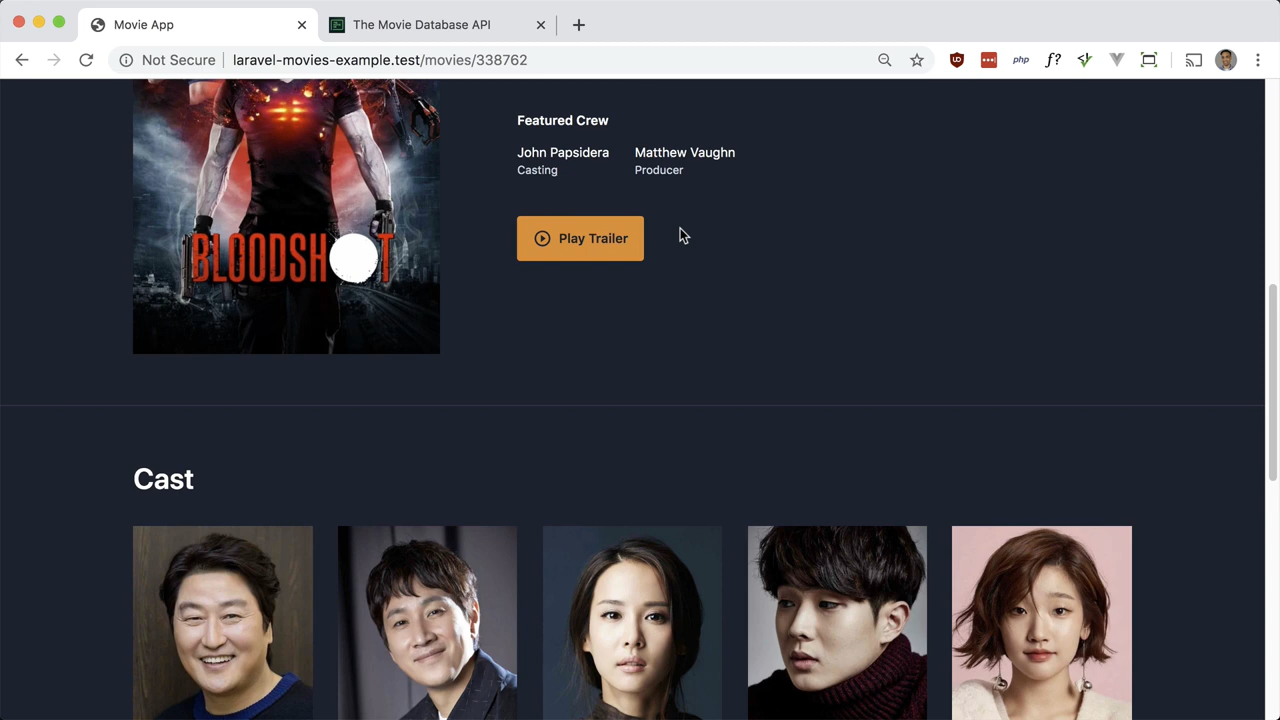 Movie App
The Movie Database API
Not Secure
laravel-movies-example.test/movies/338762
php
f?
Featured Crew
John Papsidera
Matthew Vaughn
Casting
Producer
Play Trailer
BLOODSHOT
Cast